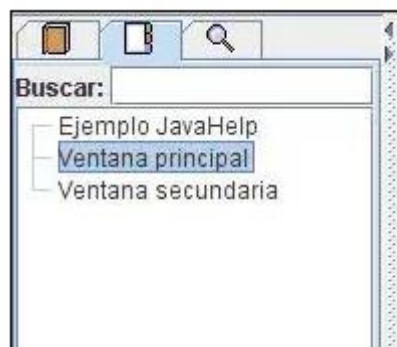 Buscar:
Ejemplo JavaHelp
Ventana principal
Ventana secundaria